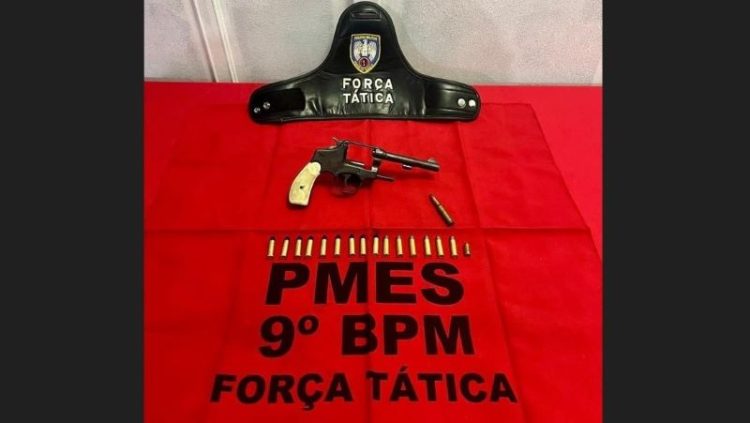 FORÇA
TÁTICA
PMES
9º BPM
FORÇA TÁTICA